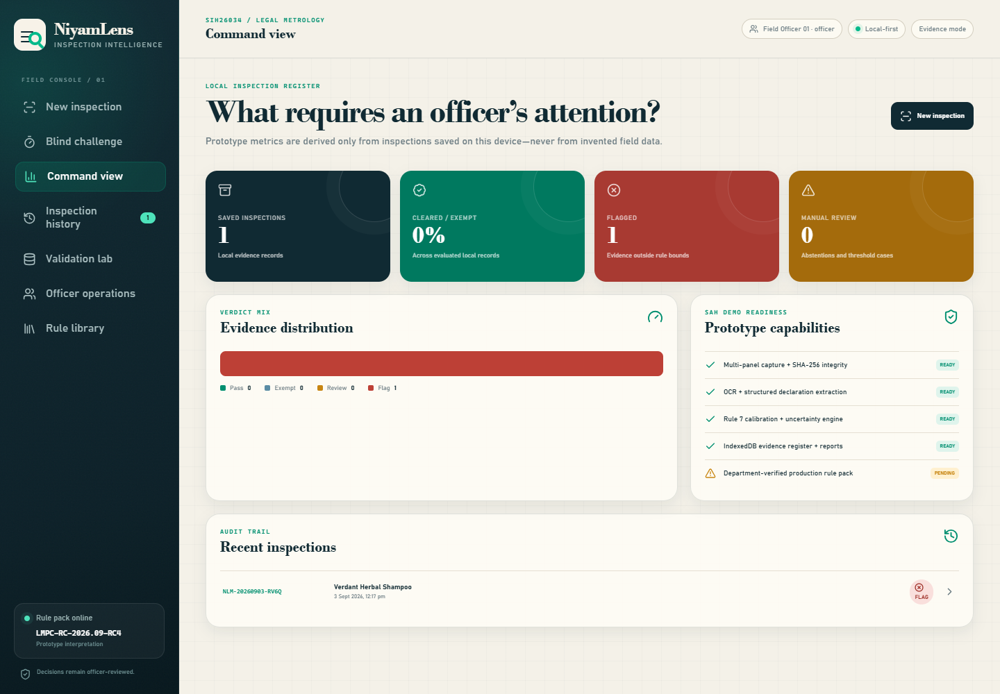 NiyamLens
INSPECTION INTELLIGENCE
FIELD CONSOLE / 01
New inspection
Blind challenge
Command view
Inspection
history
1
Validation lab
Officer operations
Rule library
Rule pack online
LMPC-RC-2026.09-RC4
Prototype interpretation
Decisions remain officer-reviewed.
SIH26034 / LEGAL METROLOGY
Command view
Field Officer 01 · officer
Local-first
Evidence mode
LOCAL INSPECTION REGISTER
What requires an officer’s attention?
Prototype metrics are derived only from inspections saved on this device—never from invented field data.
New inspection
SAVED INSPECTIONS
1
Local evidence records
CLEARED / EXEMPT
0%
Across evaluated local records
FLAGGED
1
Evidence outside rule bounds
MANUAL REVIEW
0
Abstentions and threshold cases
VERDICT MIX
Evidence distribution
Pass 0
Exempt 0
Review 0
Flag 1
SAH DEMO READINESS
Prototype capabilities
Multi-panel capture + SHA-256 integrity READY
OCR + structured declaration extraction READY
Rule 7 calibration + uncertainty engine READY
IndexedDB evidence register + reports READY
Department-verified production rule pack PENDING
AUDIT TRAIL
Recent inspections
NLM-20260903-RV6Q
Verdant Herbal Shampoo
3 Sept 2026, 12:17 pm
FLAG